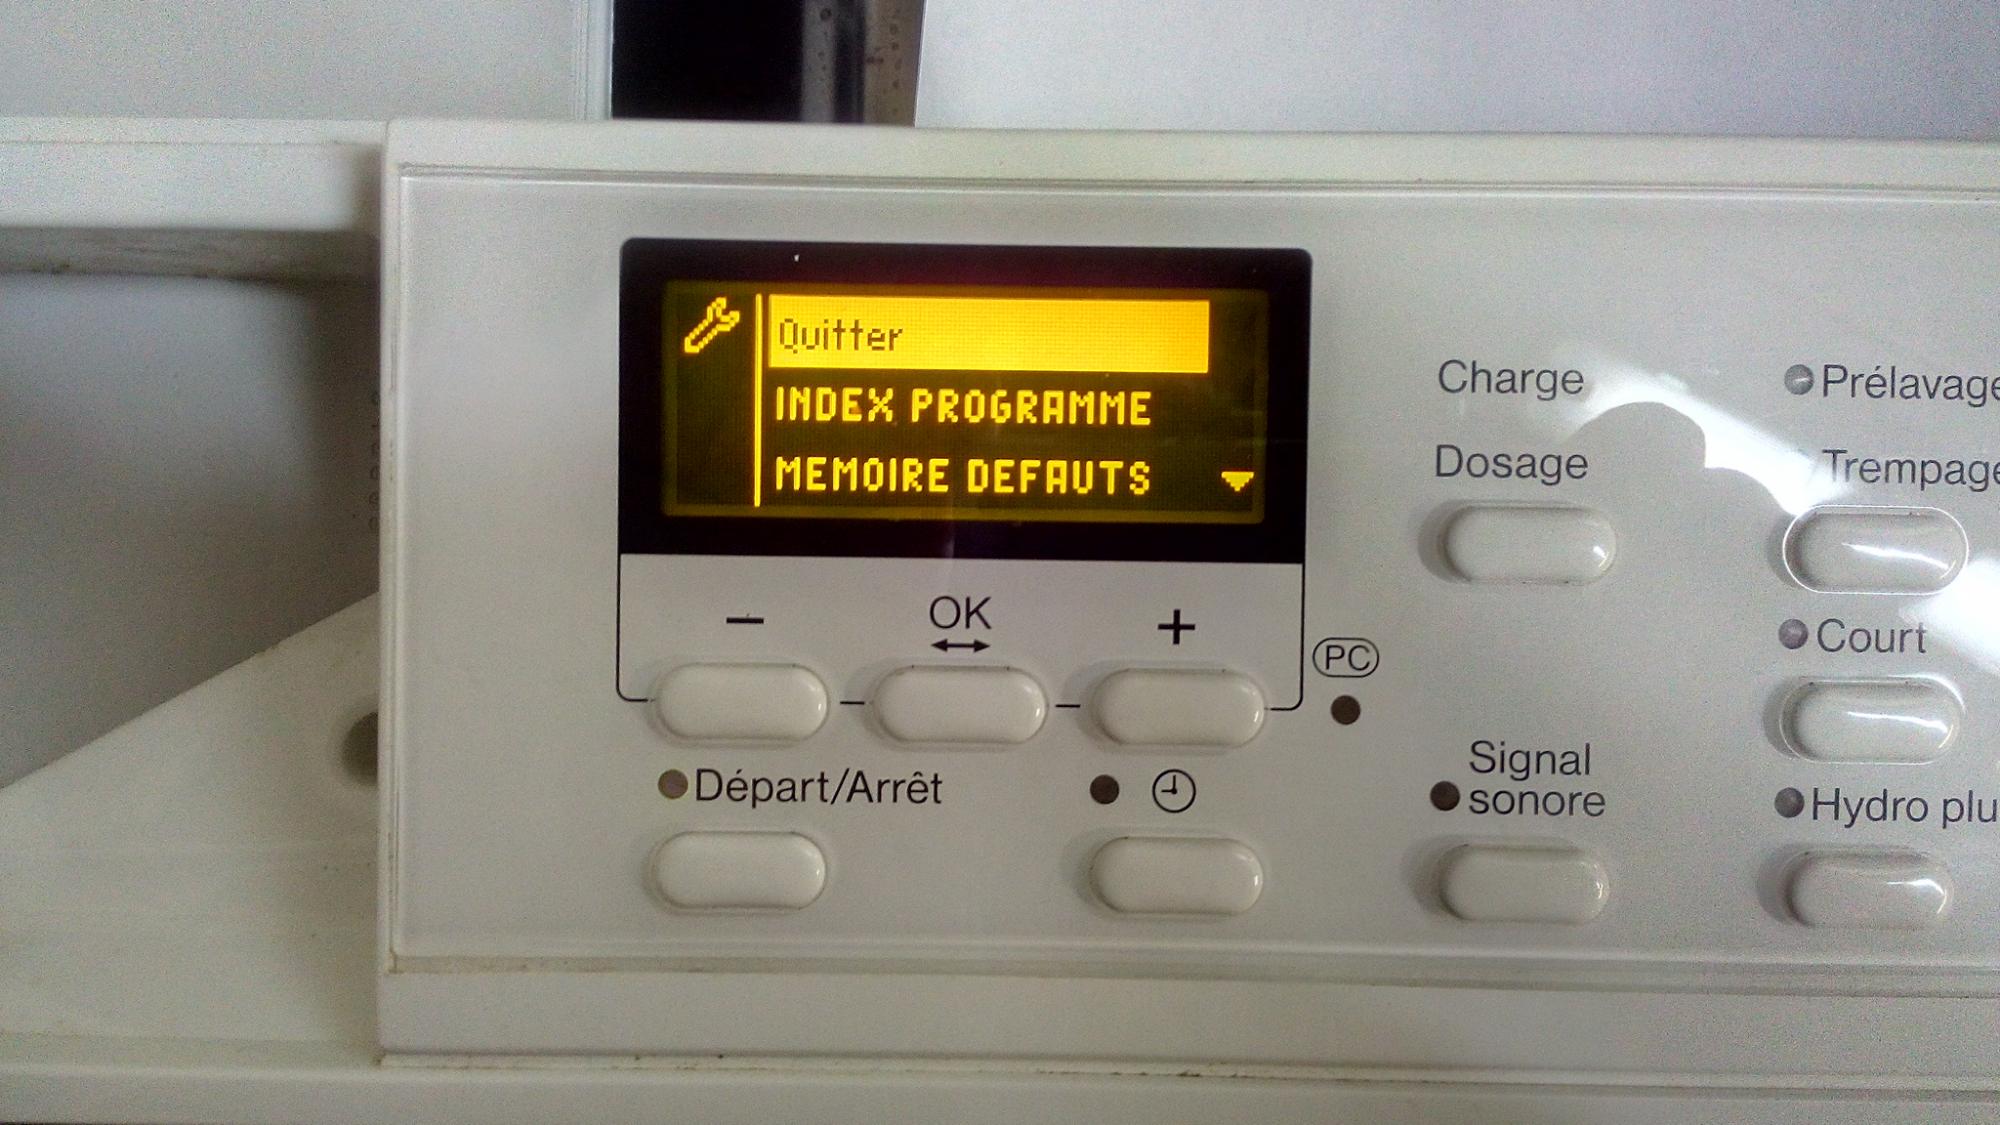 Quitter
INDEX PROGRAMME
MEMOIRE DEFAUTS
− OK +
PC
Départ/Arrêt
Charge
Dosage
Signal
sonore
Prélavage
Trempage
Court
Hydro plu